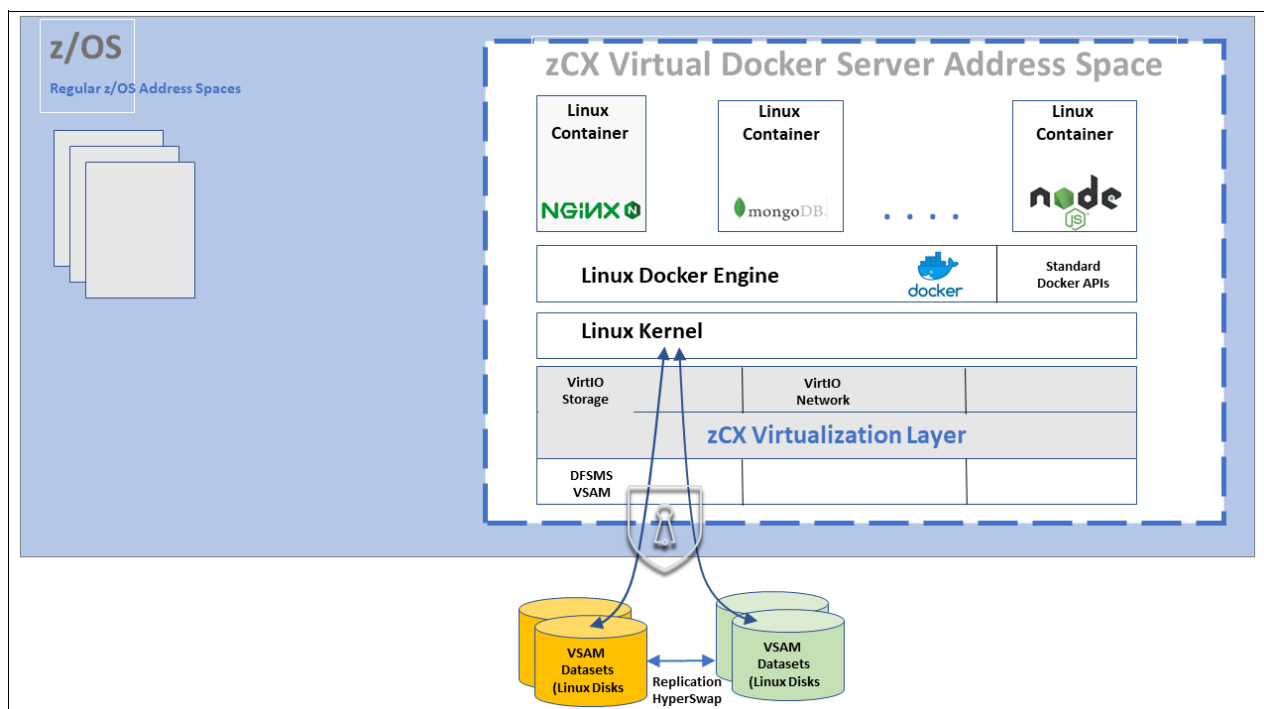 z/OS
Regular z/OS Address Spaces
zCX Virtual Docker Server Address Space
Linux
Container
NGiNX N
Linux
Container
mongoDB.
. . . .
Linux
Container
node
JS
Linux Docker Engine
docker
Standard
Docker APIs
Linux Kernel
VirtIO
Storage
VirtIO
Network
zCX Virtualization Layer
DFSMS
VSAM
VSAM
Datasets
(Linux Disks
Replication
HyperSwap
VSAM
Datasets
(Linux Disks